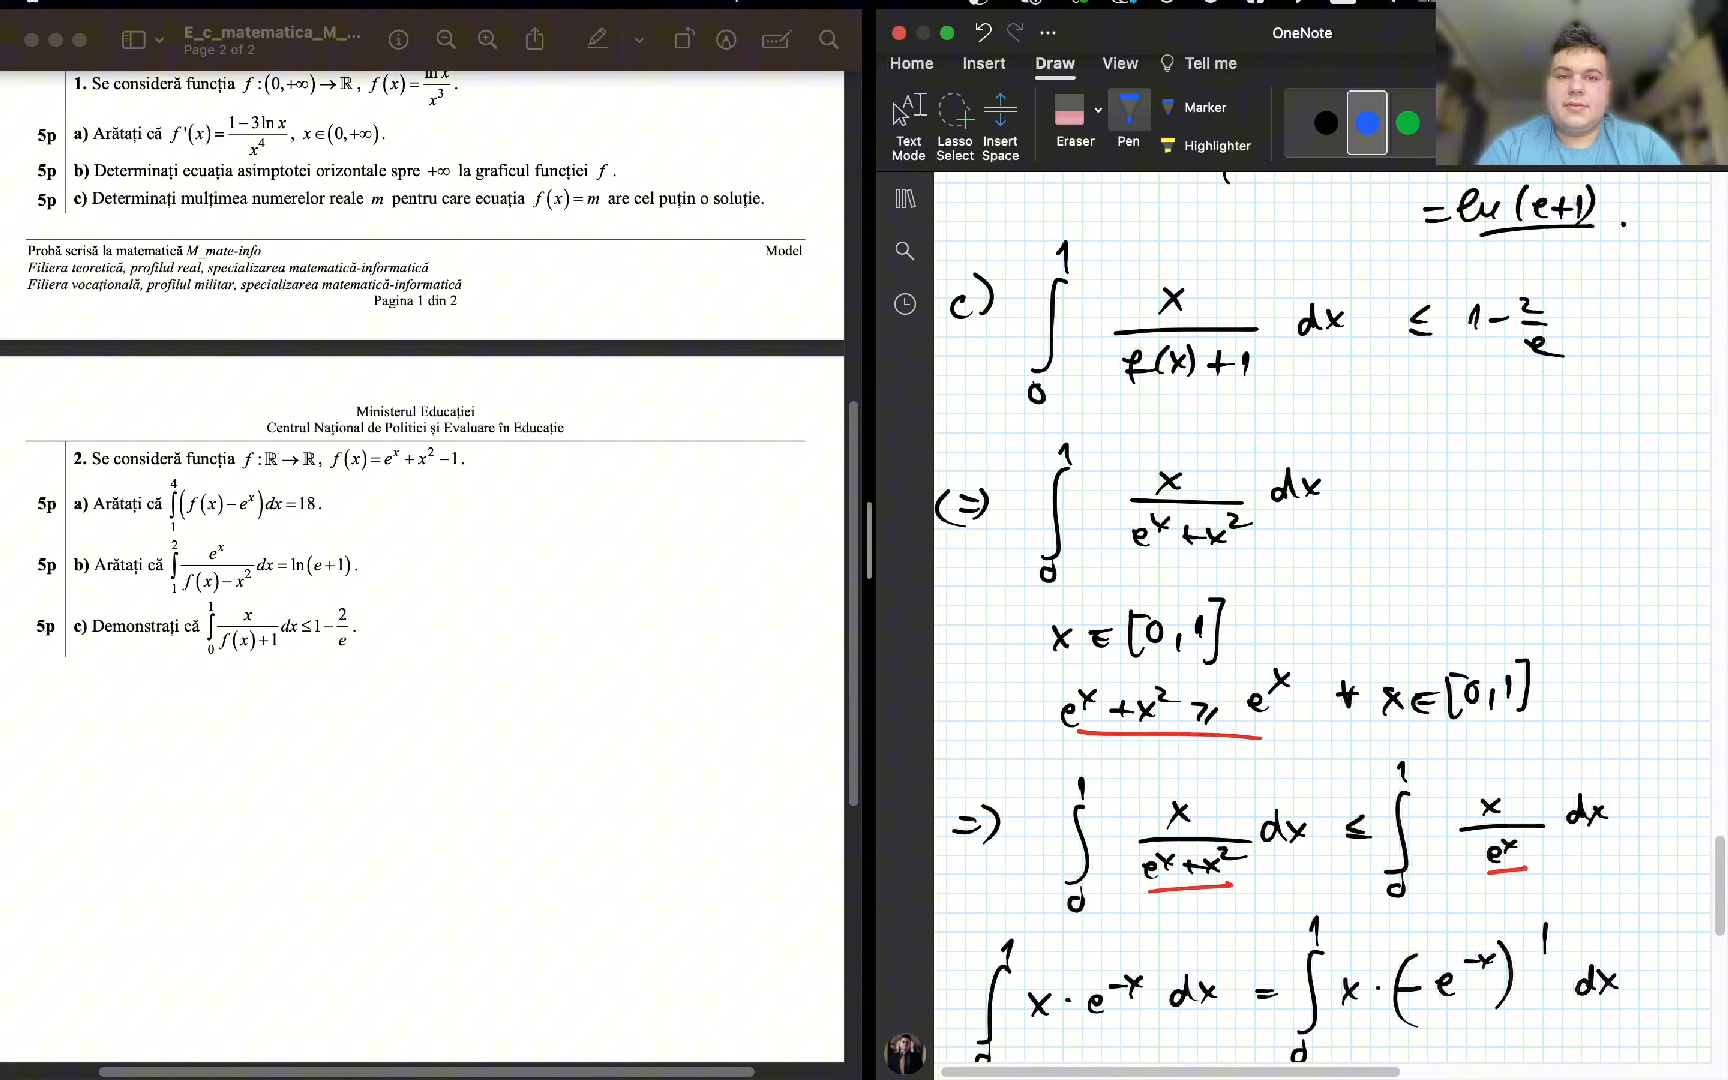 E_c_matematica_M_...
Page 2 of 2
1. Se consideră funcția f : (0,+∞) → ℝ, f(x) = ln x / x³ .
5p a) Arătați că f'(x) = (1−3ln x) / x⁴ , x∈(0,+∞).
5p b) Determinați ecuația asimptotei orizontale spre +∞ la graficul funcției f .
5p c) Determinați mulțimea numerelor reale m pentru care ecuația f(x) = m are cel puțin o soluție.
Probă scrisă la matematică M_mate-info Model
Filiera teoretică, profilul real, specializarea matematică-informatică
Filiera vocațională, profilul militar, specializarea matematică-informatică
Pagina 1 din 2
Ministerul Educației
Centrul Național de Politici și Evaluare în Educație
2. Se consideră funcția f : ℝ → ℝ, f(x) = eˣ + x² −1.
5p a) Arătați că ∫₁⁴ (f(x) − eˣ) dx = 18.
5p b) Arătați că ∫₁² eˣ / (f(x) − x²) dx = ln(e+1).
5p c) Demonstrați că ∫₀¹ x / (f(x)+1) dx ≤ 1 − 2/e .
OneNote
Home Insert Draw View Tell me
Text Mode
Lasso Select
Insert Space
Eraser
Pen
Marker
Highlighter
= ln (e+1) .
c) ∫₀¹ x / (f(x)+1) dx ≤ 1 − 2/e
(=) ∫₀¹ x / (eˣ + x²) dx
x ∈ [0,1]
eˣ + x² ⩾ eˣ ∀ x ∈ [0,1]
=) ∫₀¹ x / (eˣ + x²) dx ≤ ∫₀¹ x / eˣ dx
∫₀¹ x · e⁻ˣ dx = ∫₀¹ x · (−e⁻ˣ)' dx